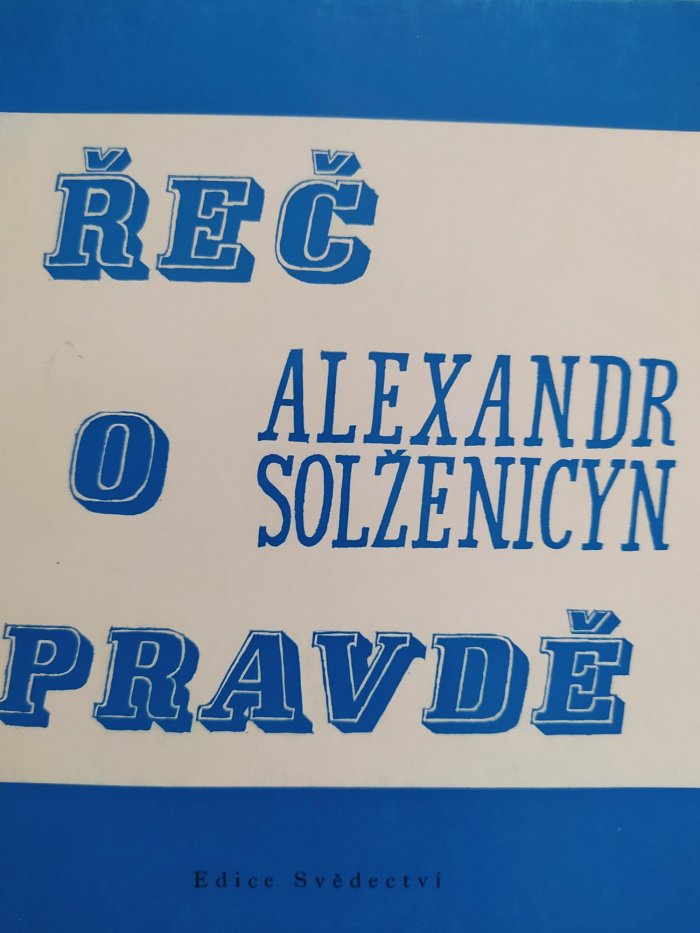 ŘEČ
ALEXANDR
O
SOLŽENICYN
PRAVDĚ
Edice Svědectví